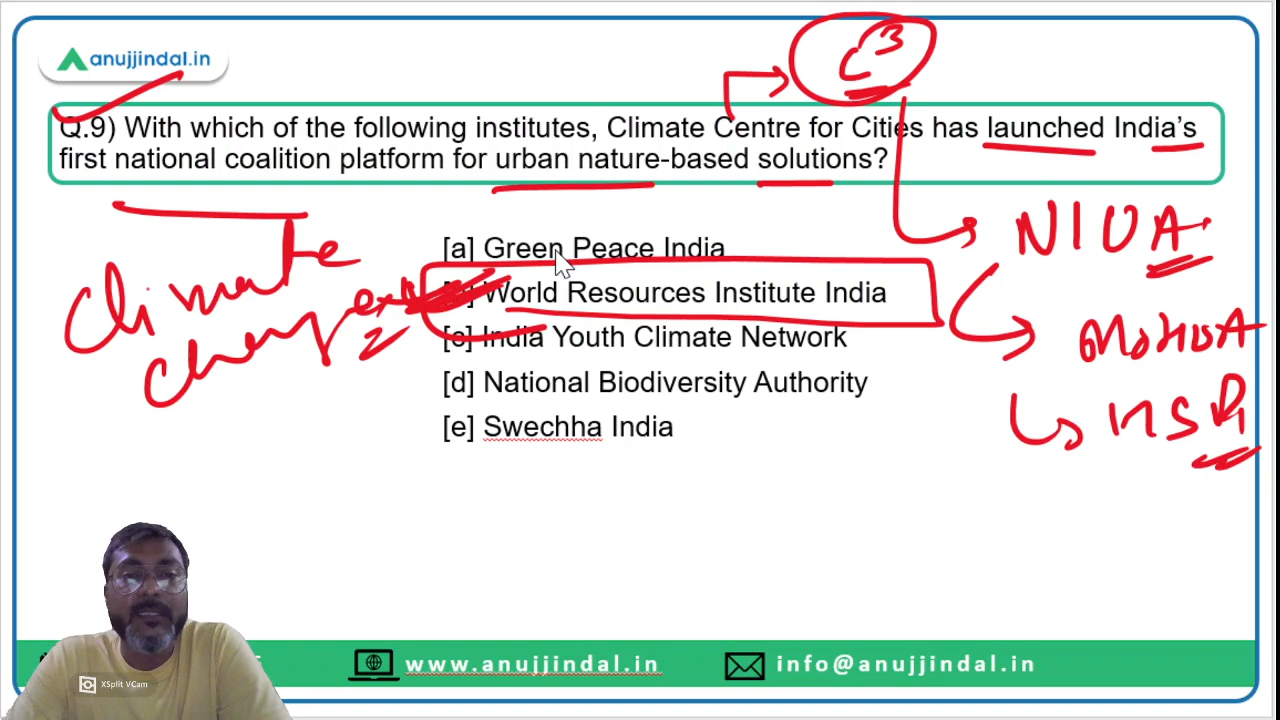 anujjindal.in
C³
Q.9) With which of the following institutes, Climate Centre for Cities has launched India's
first national coalition platform for urban nature-based solutions?
NIUA
[a] Green Peace India
Climate
World Resources Institute India
MOHUA
Change
[c] India Youth Climate Network
[d] National Biodiversity Authority
[e] Swechha India
XSplit VCam
www.anujjindal.in
info@anujjindal.in